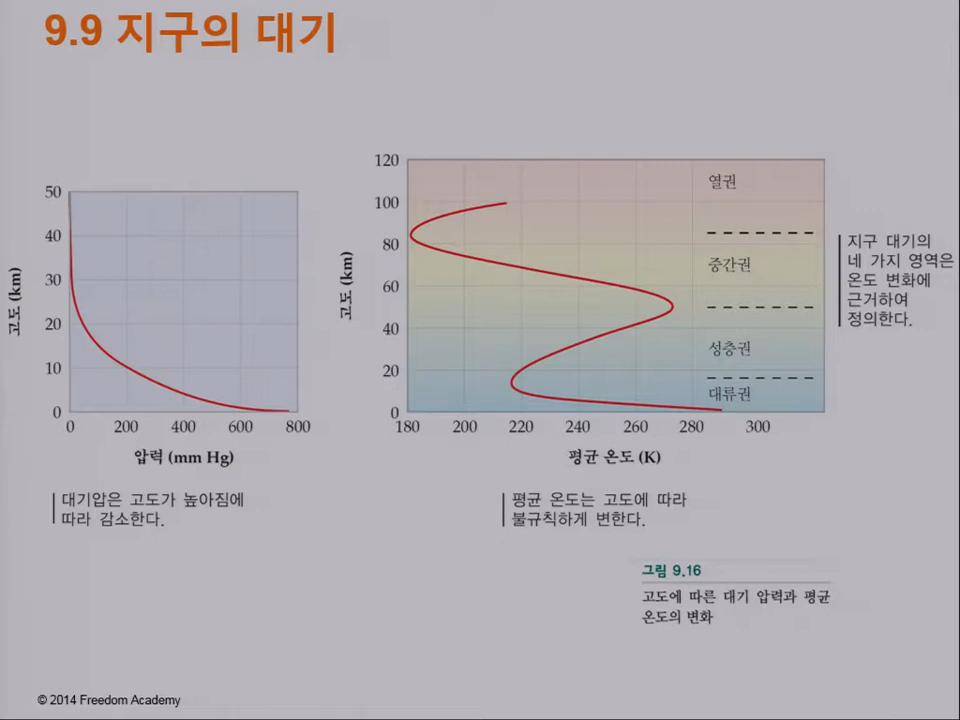 9.9 지구의 대기
50
40
30
20
10
0
고도 (km)
0 200 400 600 800
압력 (mm Hg)
대기압은 고도가 높아짐에
따라 감소한다.
120
100
80
60
40
20
0
고도 (km)
180 200 220 240 260 280 300
평균 온도 (K)
열권
중간권
성층권
대류권
지구 대기의
네 가지 영역은
온도 변화에
근거하여
정의한다.
평균 온도는 고도에 따라
불규칙하게 변한다.
그림 9.16
고도에 따른 대기 압력과 평균
온도의 변화
© 2014 Freedom Academy